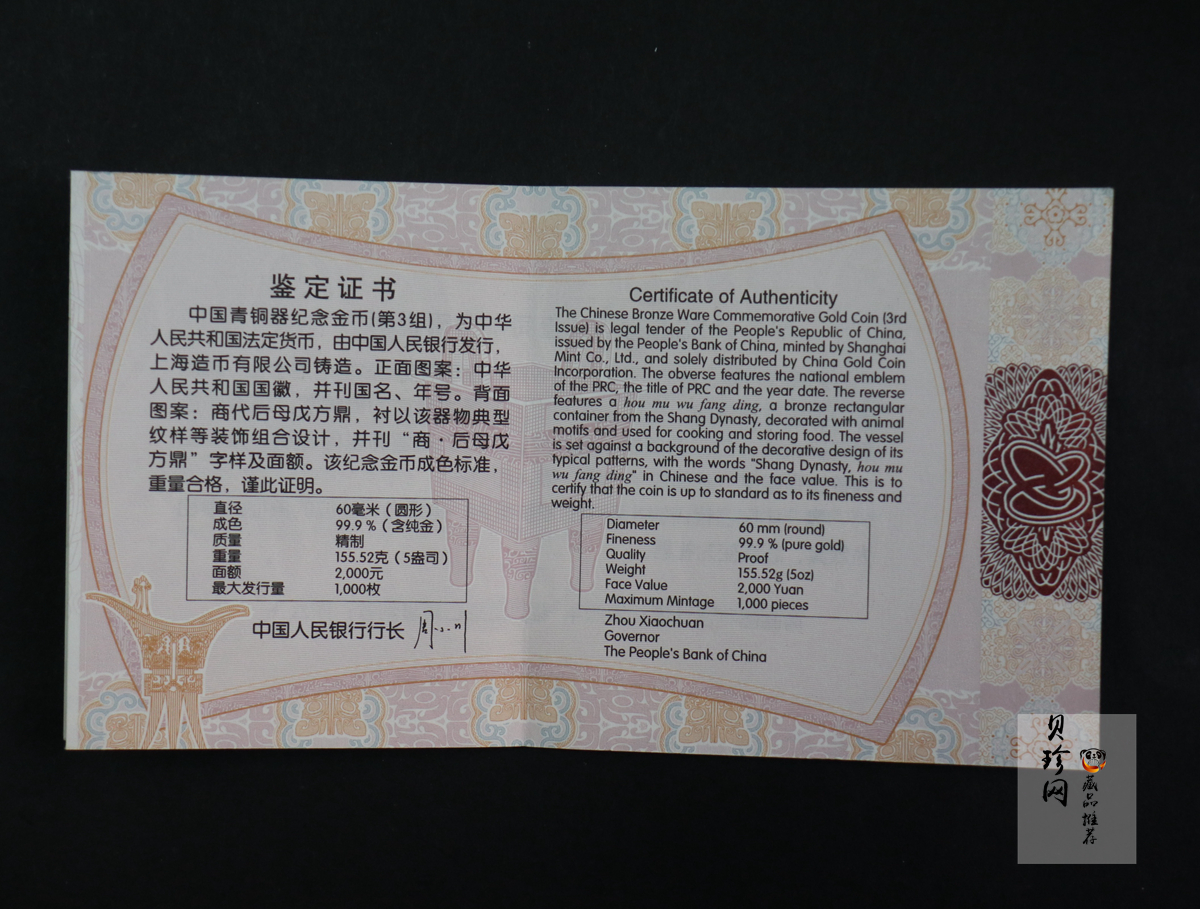 鉴定证书
中国青铜器纪念金币(第3组)，为中华
人民共和国法定货币，由中国人民银行发行，
上海造币有限公司铸造。正面图案：中华
人民共和国国徽，并刊国名、年号。背面
图案：商代后母戊方鼎，衬以该器物典型
纹样等装饰组合设计，并刊“商·后母戊
方鼎”字样及面额。该纪念金币成色标准，
重量合格，谨此证明。
直径 60毫米（圆形）
成色 99.9%（含纯金）
质量 精制
重量 155.52克（5盎司）
面额 2,000元
最大发行量 1,000枚
中国人民银行行长
Certificate of Authenticity
The Chinese Bronze Ware Commemorative Gold Coin (3rd
Issue) is legal tender of the People's Republic of China,
issued by the People's Bank of China, minted by Shanghai
Mint Co., Ltd., and solely distributed by China Gold Coin
Incorporation. The obverse features the national emblem
of the PRC, the title of PRC and the year date. The reverse
features a hou mu wu fang ding, a bronze rectangular
container from the Shang Dynasty, decorated with animal
motifs and used for cooking and storing food. The vessel
is set against a background of the decorative design of its
typical patterns, with the words "Shang Dynasty, hou mu
wu fang ding" in Chinese and the face value. This is to
certify that the coin is up to standard as to its fineness and
weight.
Diameter 60 mm (round)
Fineness 99.9 % (pure gold)
Quality Proof
Weight 155.52g (5oz)
Face Value 2,000 Yuan
Maximum Mintage 1,000 pieces
Zhou Xiaochuan
Governor
The People's Bank of China
贝珍网
藏品推荐